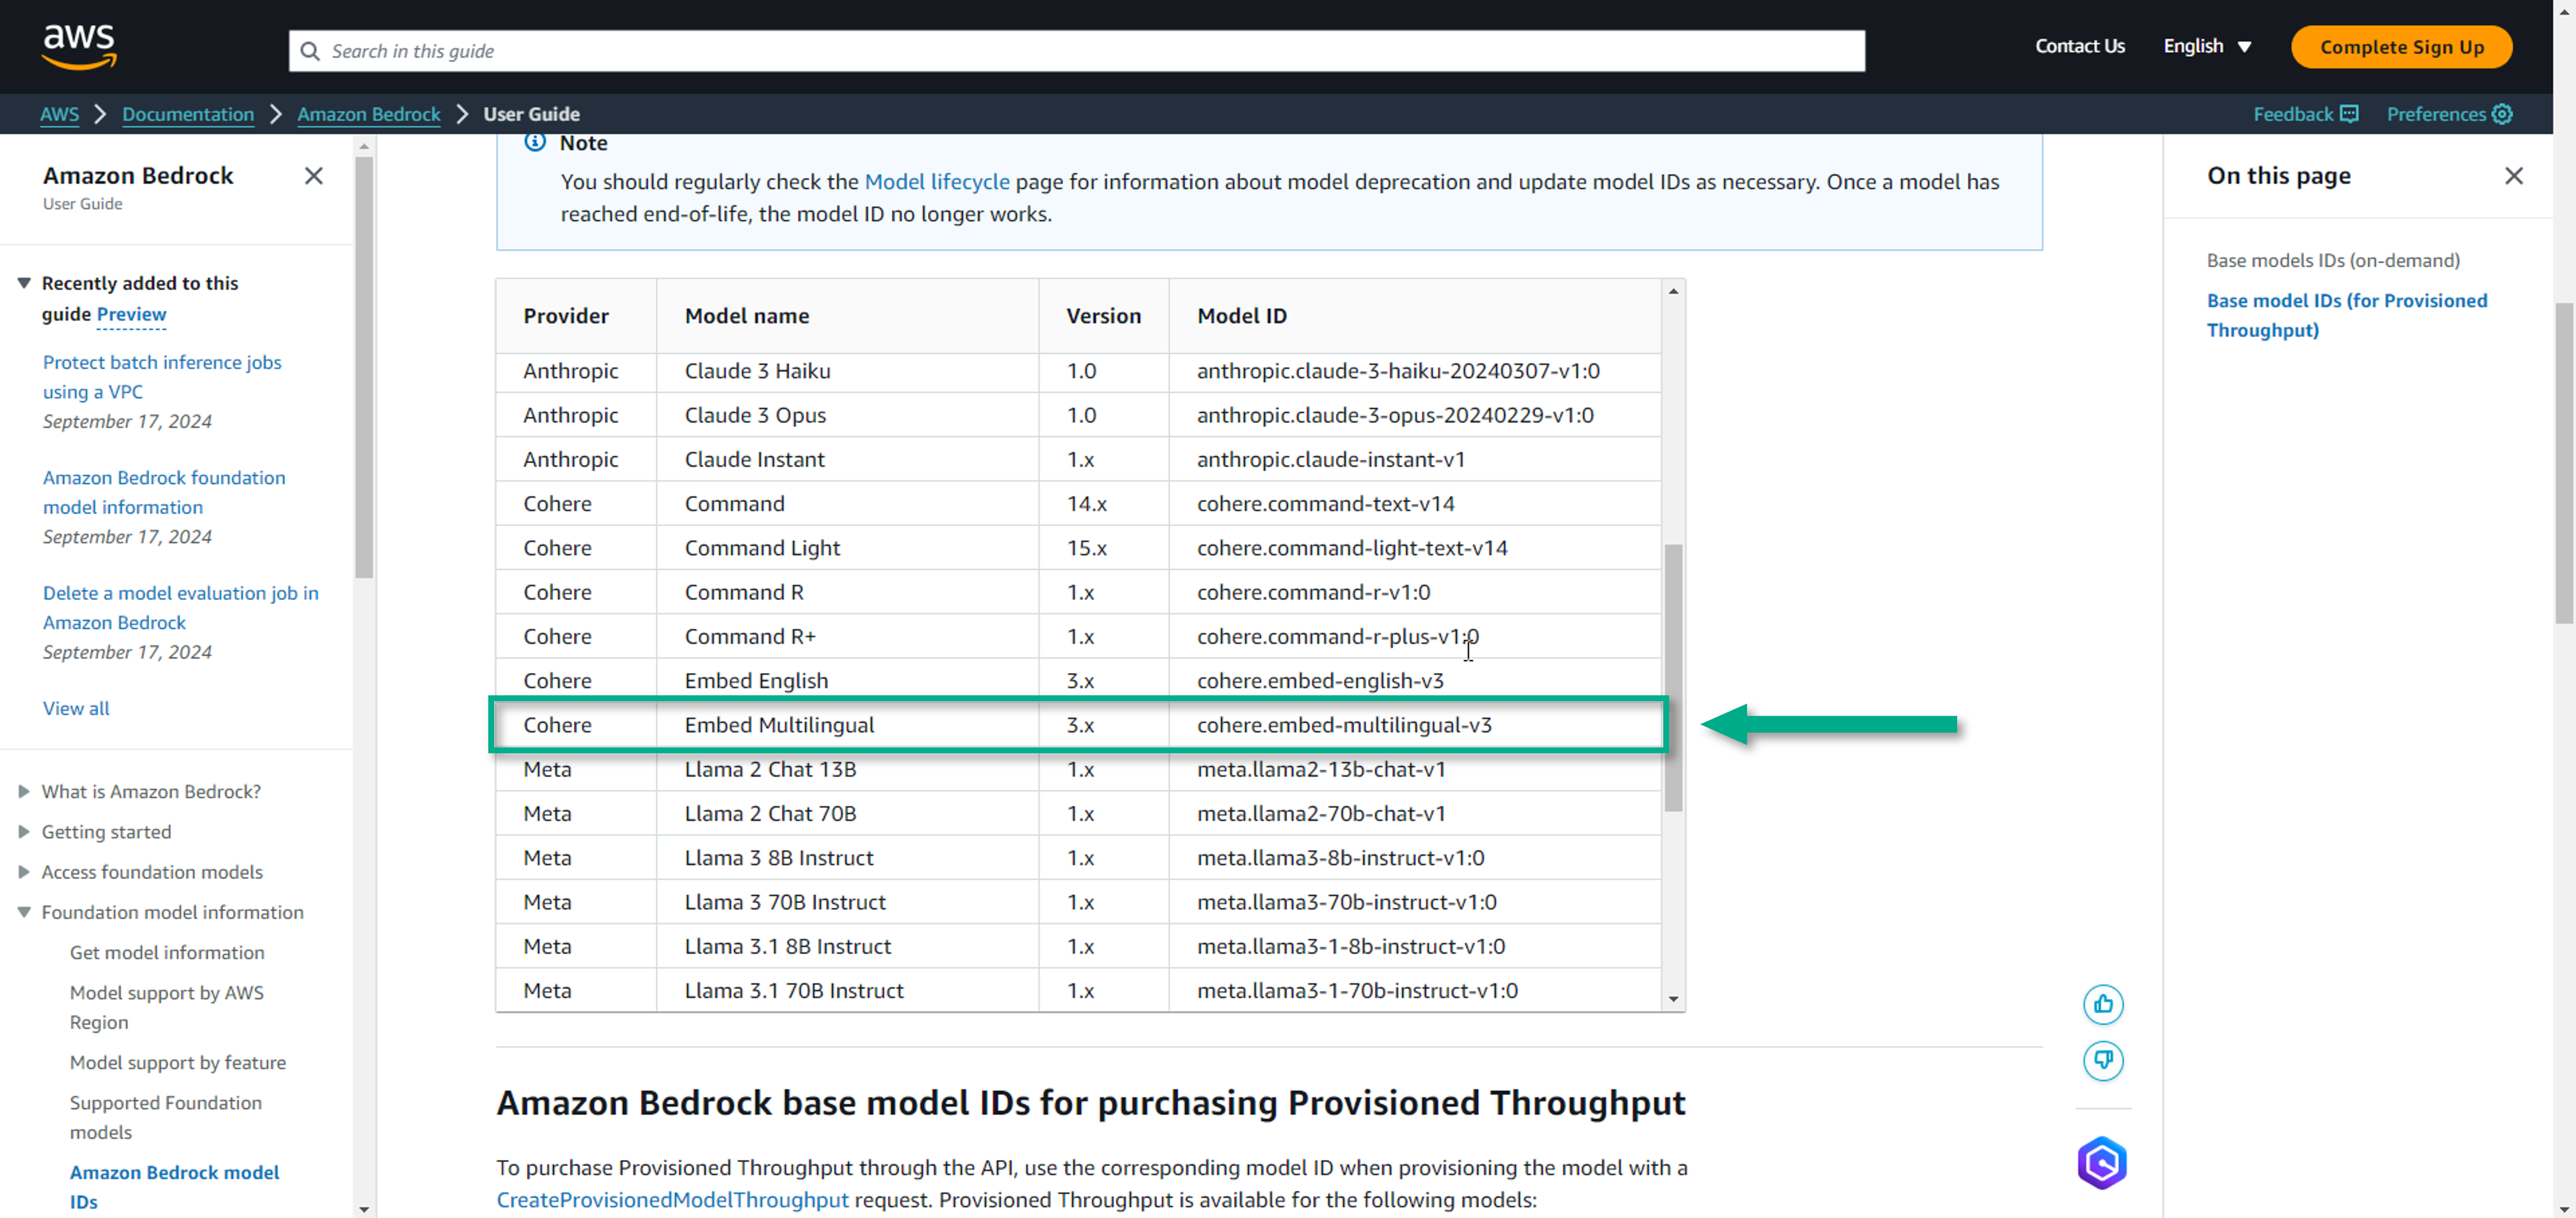 aws
Search in this guide
Contact Us
English
Complete Sign Up
AWS
Documentation
Amazon Bedrock
User Guide
Feedback
Preferences
Amazon Bedrock
User Guide
Recently added to this
guide Preview
Protect batch inference jobs
using a VPC
September 17, 2024
Amazon Bedrock foundation
model information
September 17, 2024
Delete a model evaluation job in
Amazon Bedrock
September 17, 2024
View all
What is Amazon Bedrock?
Getting started
Access foundation models
Foundation model information
Get model information
Model support by AWS
Region
Model support by feature
Supported Foundation
models
Amazon Bedrock model
IDs
Note
You should regularly check the Model lifecycle page for information about model deprecation and update model IDs as necessary. Once a model has
reached end-of-life, the model ID no longer works.
Provider Model name Version Model ID
Anthropic Claude 3 Haiku 1.0 anthropic.claude-3-haiku-20240307-v1:0
Anthropic Claude 3 Opus 1.0 anthropic.claude-3-opus-20240229-v1:0
Anthropic Claude Instant 1.x anthropic.claude-instant-v1
Cohere Command 14.x cohere.command-text-v14
Cohere Command Light 15.x cohere.command-light-text-v14
Cohere Command R 1.x cohere.command-r-v1:0
Cohere Command R+ 1.x cohere.command-r-plus-v1:0
Cohere Embed English 3.x cohere.embed-english-v3
Cohere Embed Multilingual 3.x cohere.embed-multilingual-v3
Meta Llama 2 Chat 13B 1.x meta.llama2-13b-chat-v1
Meta Llama 2 Chat 70B 1.x meta.llama2-70b-chat-v1
Meta Llama 3 8B Instruct 1.x meta.llama3-8b-instruct-v1:0
Meta Llama 3 70B Instruct 1.x meta.llama3-70b-instruct-v1:0
Meta Llama 3.1 8B Instruct 1.x meta.llama3-1-8b-instruct-v1:0
Meta Llama 3.1 70B Instruct 1.x meta.llama3-1-70b-instruct-v1:0
Amazon Bedrock base model IDs for purchasing Provisioned Throughput
To purchase Provisioned Throughput through the API, use the corresponding model ID when provisioning the model with a
CreateProvisionedModelThroughput request. Provisioned Throughput is available for the following models:
On this page
Base models IDs (on-demand)
Base model IDs (for Provisioned
Throughput)